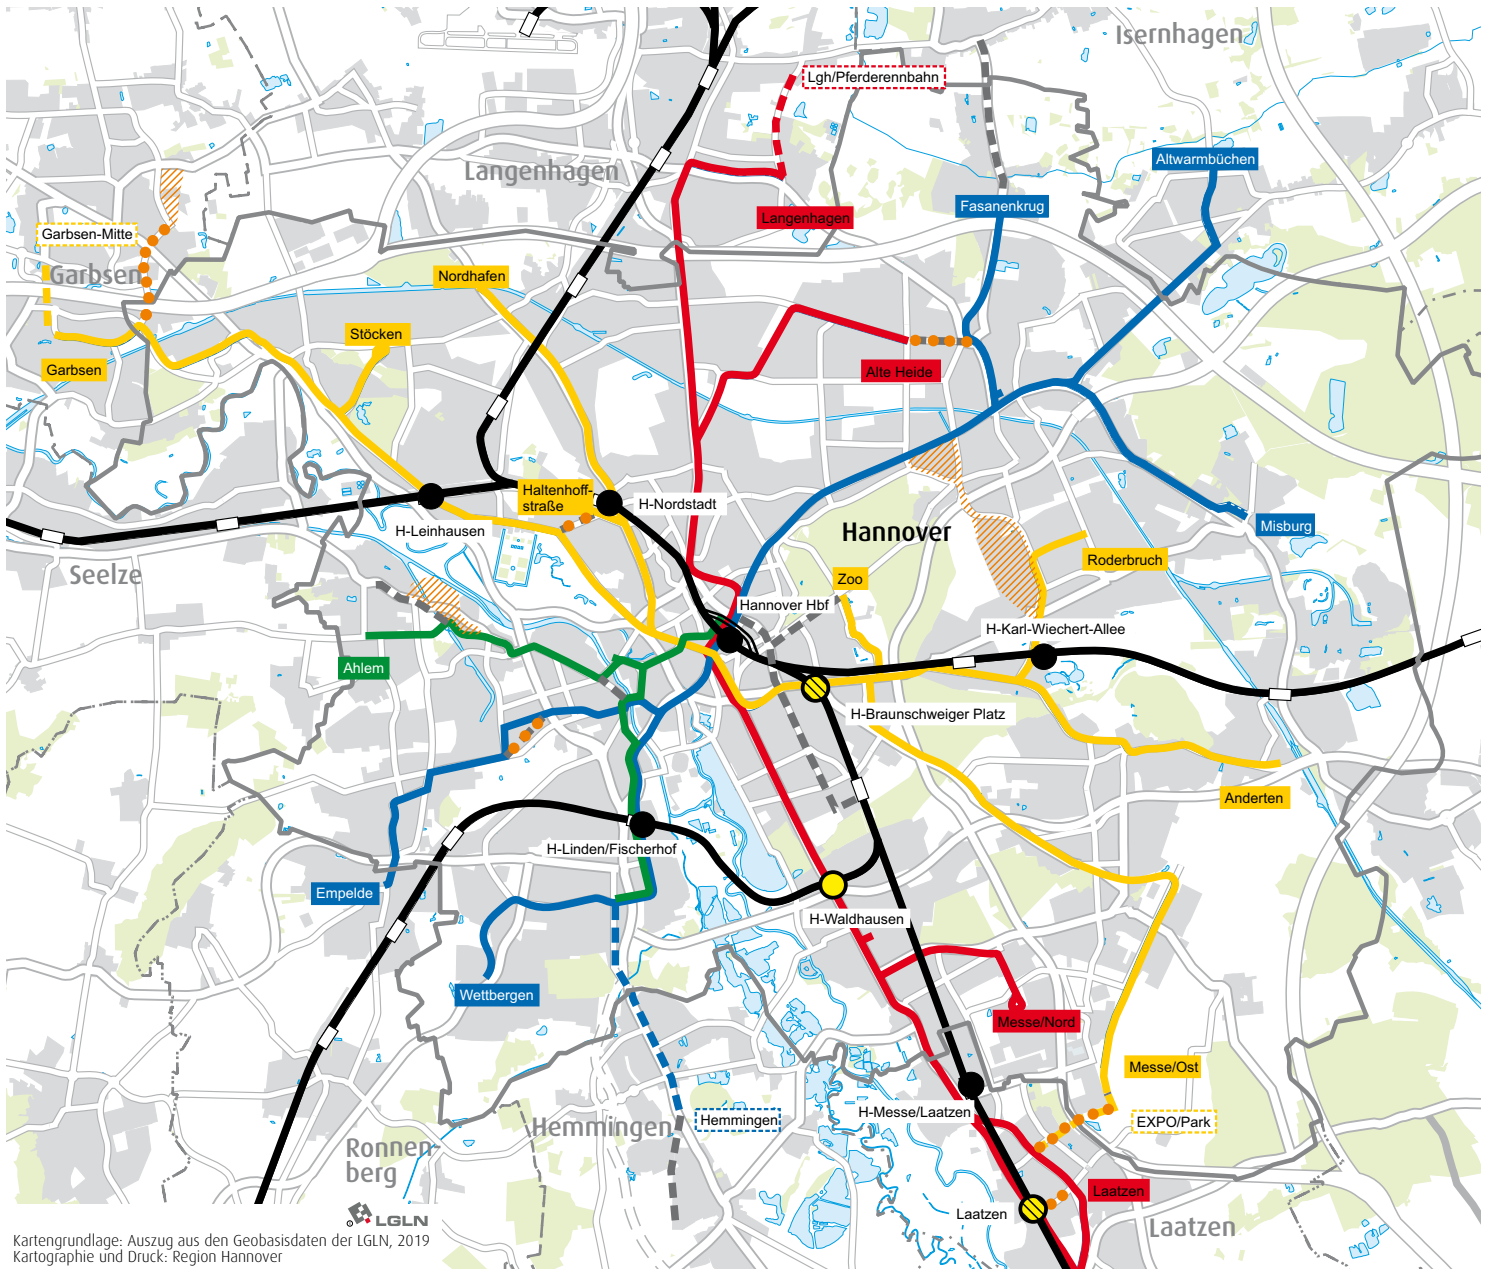 Isernhagen
Lgh/Pferderennbahn
Altwarmbüchen
Langenhagen
Fasanenkrug
Langenhagen
Garbsen-Mitte
Garbsen
Nordhafen
Stöcken
Garbsen
Alte Heide
Haltenhoff-
straße
H-Nordstadt
Misburg
H-Leinhausen
Hannover
Roderbruch
Seelze
Zoo
Hannover Hbf
H-Karl-Wiechert-Allee
Ahlem
H-Braunschweiger Platz
Anderten
H-Linden/Fischerhof
Empelde
H-Waldhausen
Wettbergen
Messe/Nord
Messe/Ost
H-Messe/Laatzen
Hemmingen
Hemmingen
EXPO/Park
Ronnen-
berg
Laatzen
Laatzen
Laatzen
LGLN
Kartengrundlage: Auszug aus den Geobasisdaten der LGLN, 2019
Kartographie und Druck: Region Hannover